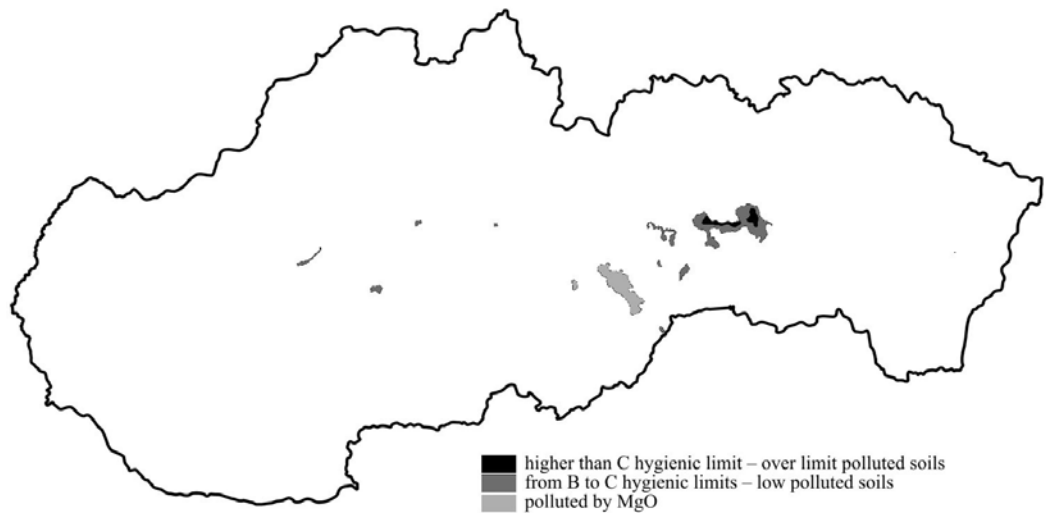 higher than C hygienic limit – over limit polluted soils
from B to C hygienic limits – low polluted soils
polluted by MgO